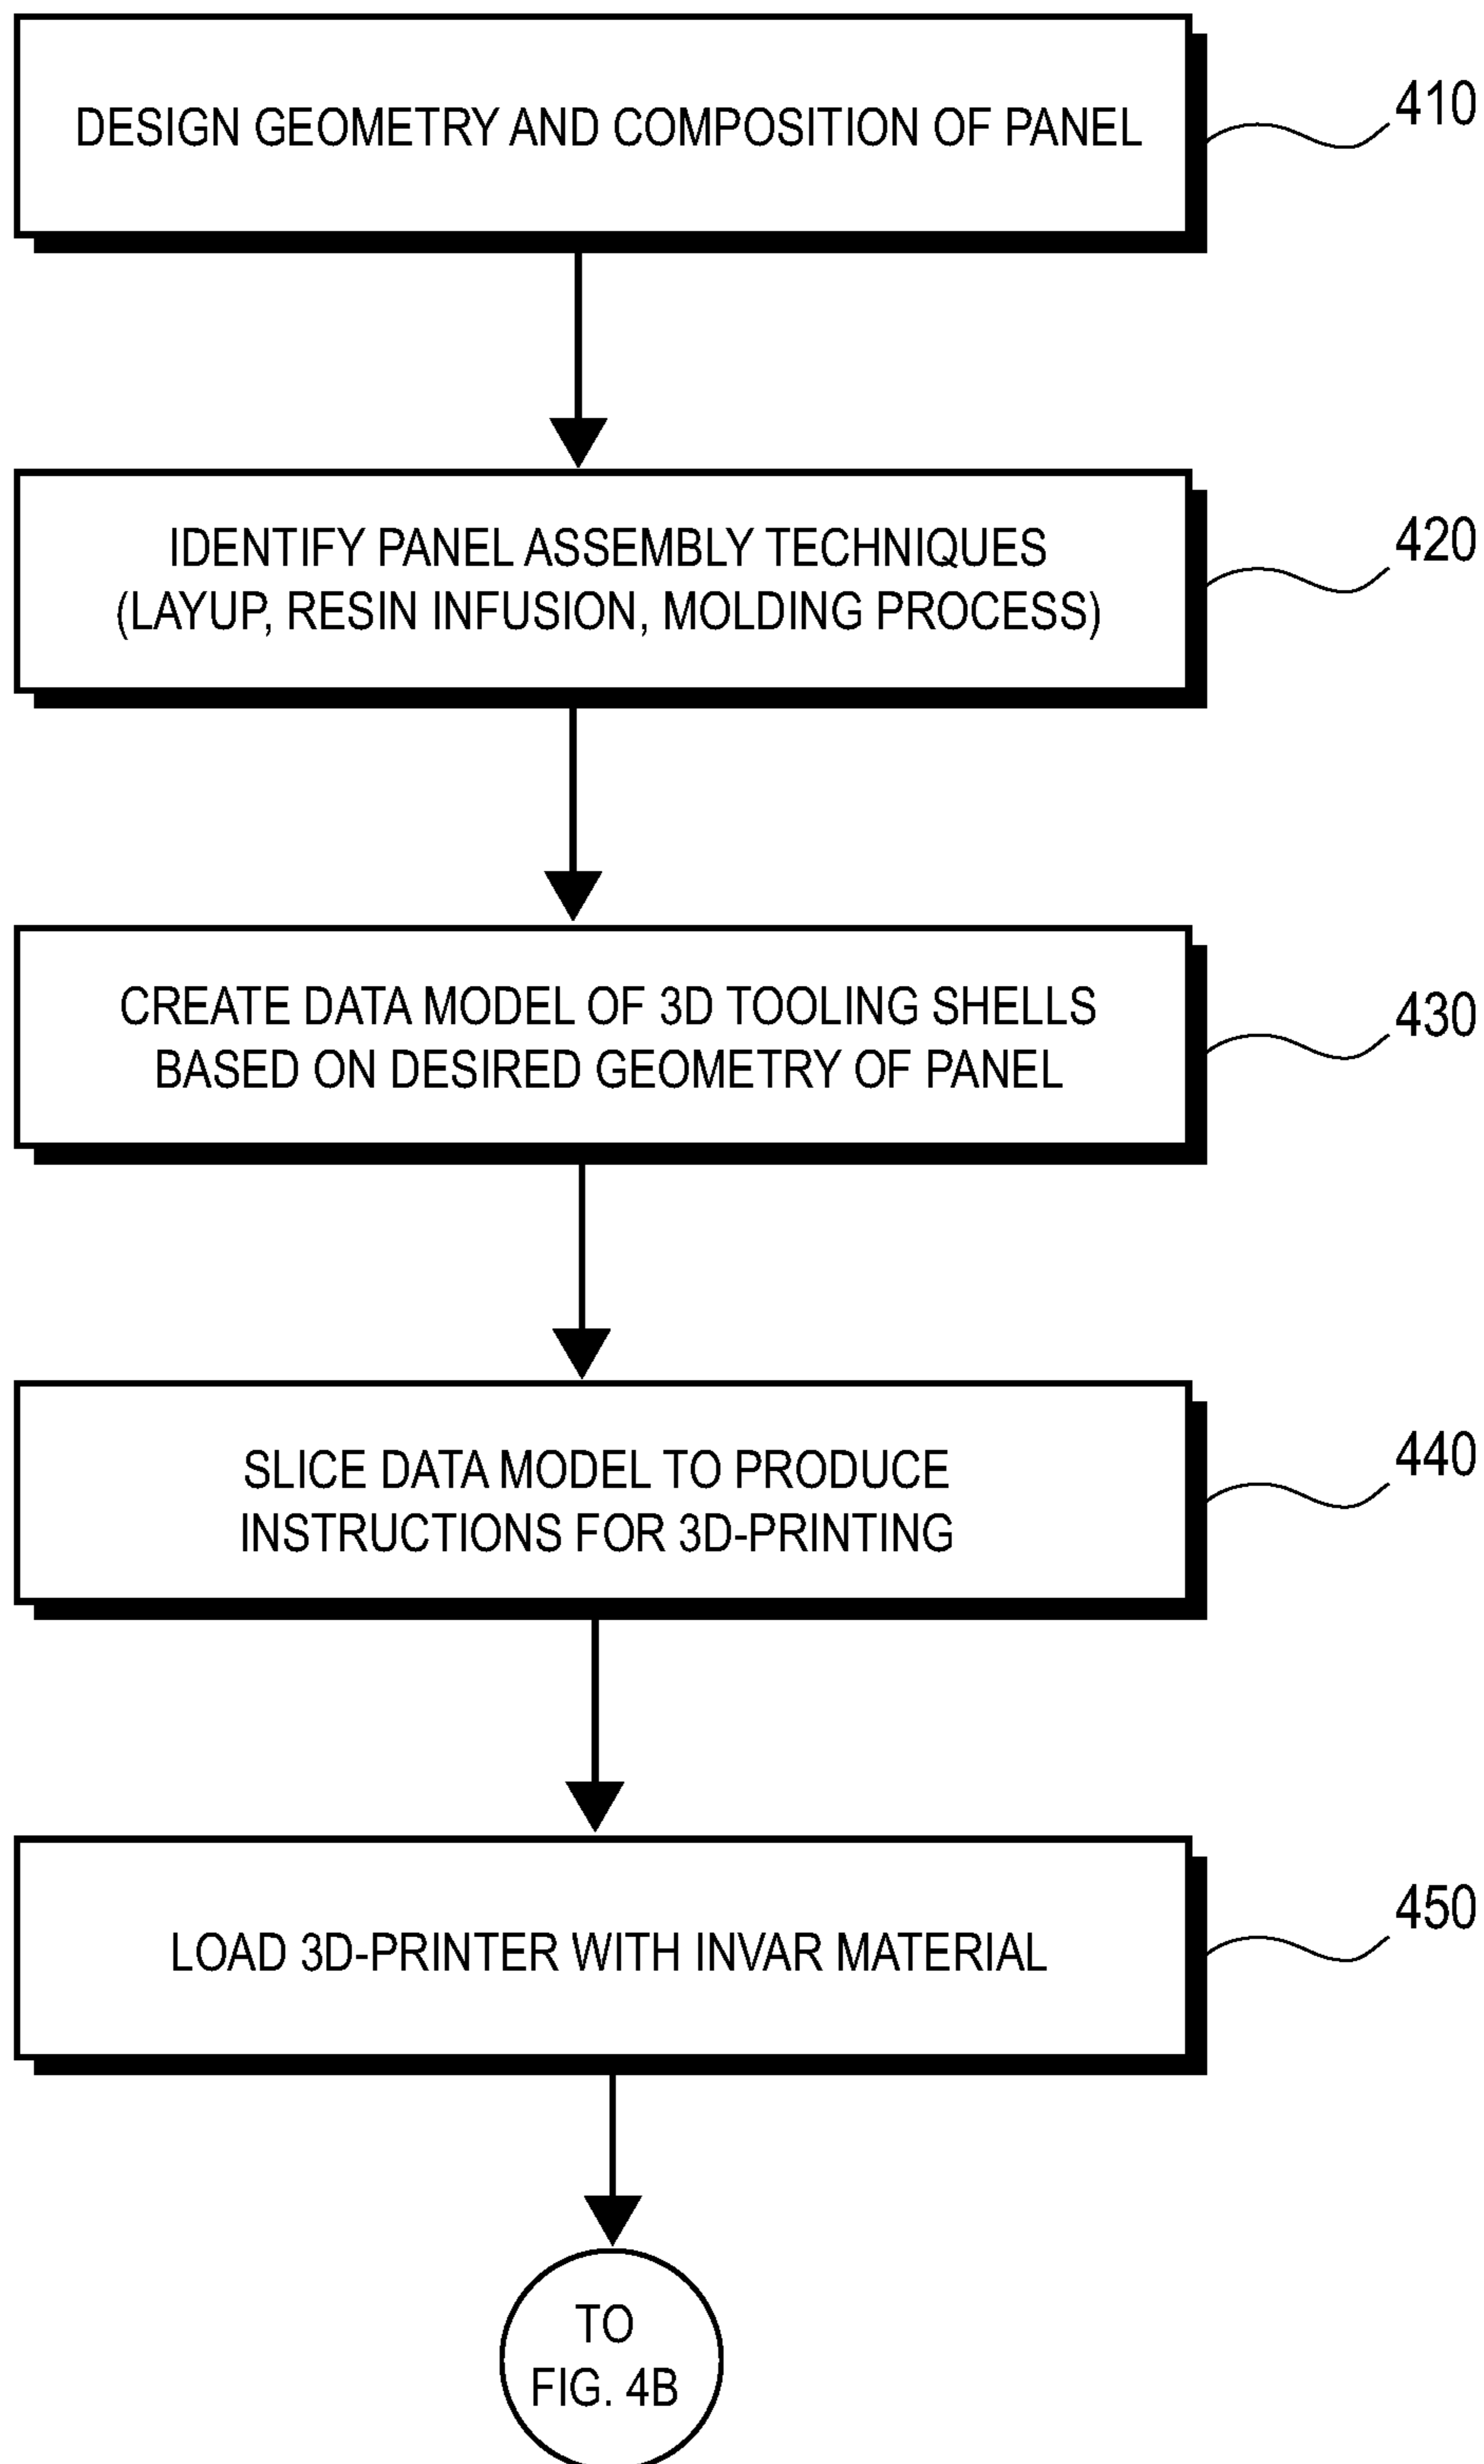 DESIGN GEOMETRY AND COMPOSITION OF PANEL
410
IDENTIFY PANEL ASSEMBLY TECHNIQUES
(LAYUP, RESIN INFUSION, MOLDING PROCESS)
420
CREATE DATA MODEL OF 3D TOOLING SHELLS
BASED ON DESIRED GEOMETRY OF PANEL
430
SLICE DATA MODEL TO PRODUCE
INSTRUCTIONS FOR 3D-PRINTING
440
LOAD 3D-PRINTER WITH INVAR MATERIAL
450
TO
FIG. 4B